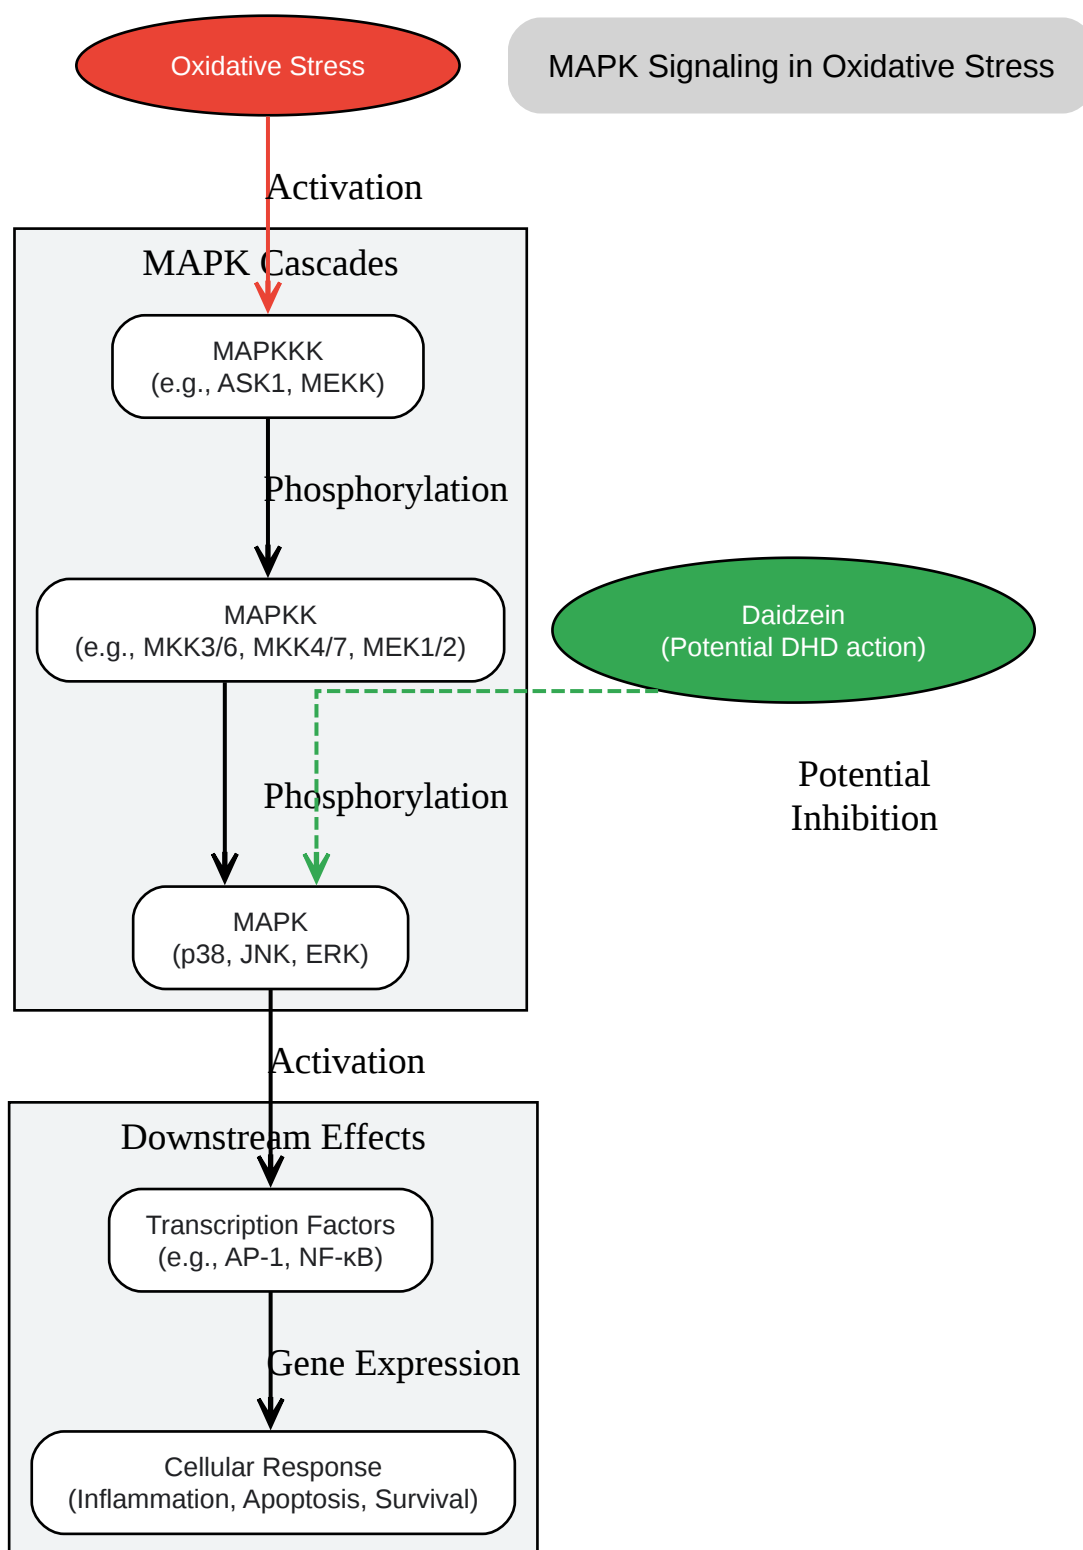 Oxidative Stress
MAPK Signaling in Oxidative Stress
Activation
MAPK Cascades
MAPKKK
(e.g., ASK1, MEKK)
Phosphorylation
MAPKK
(e.g., MKK3/6, MKK4/7, MEK1/2)
Daidzein
(Potential DHD action)
Phosphorylation
Potential
Inhibition
MAPK
(p38, JNK, ERK)
Activation
Downstream Effects
Transcription Factors
(e.g., AP-1, NF-κB)
Gene Expression
Cellular Response
(Inflammation, Apoptosis, Survival)